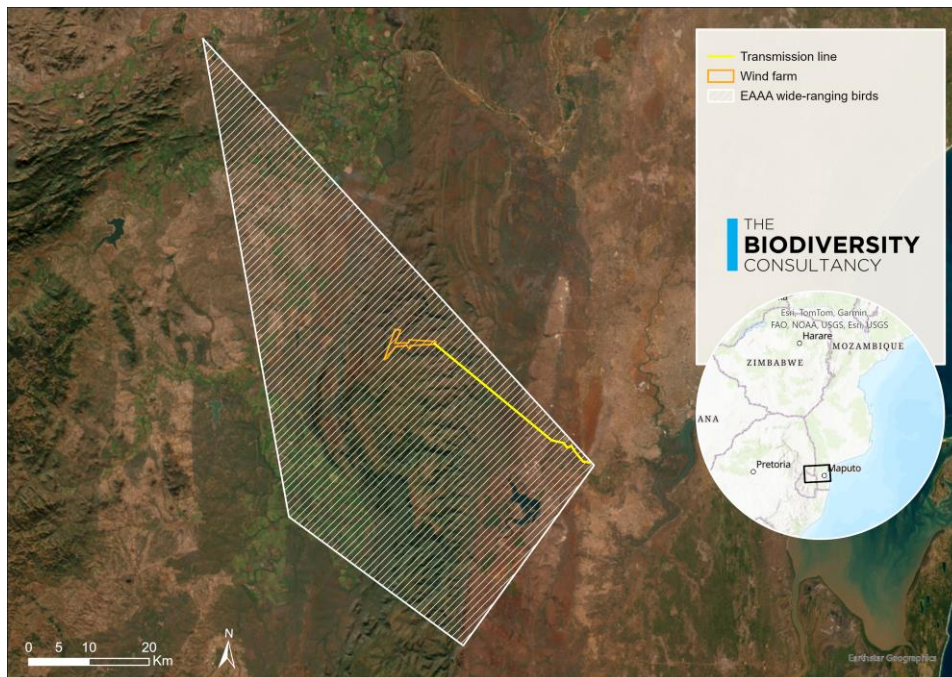 Transmission line
Wind farm
EAAA wide-ranging birds
THE
BIODIVERSITY
CONSULTANCY
Esri, TomTom, Garmin,
FAO, NOAA, USGS, Esri, USGS
Harare
MOZAMBIQUE
ZIMBABWE
ANA
Pretoria
Maputo
N
0 5 10 20
Km
Earthstar Geographics